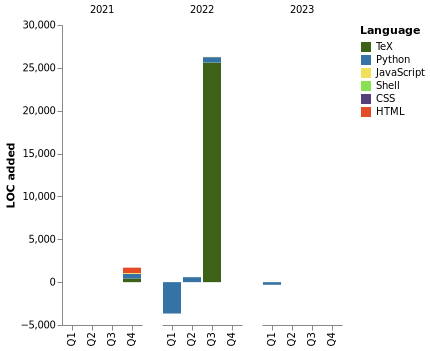 2021 2022 2023
30,000
25,000
20,000
15,000
10,000
5,000
0
−5,000
LOC added
Q1 Q2 Q3 Q4 Q1 Q2 Q3 Q4 Q1 Q2 Q3 Q4
Language
TeX
Python
JavaScript
Shell
CSS
HTML